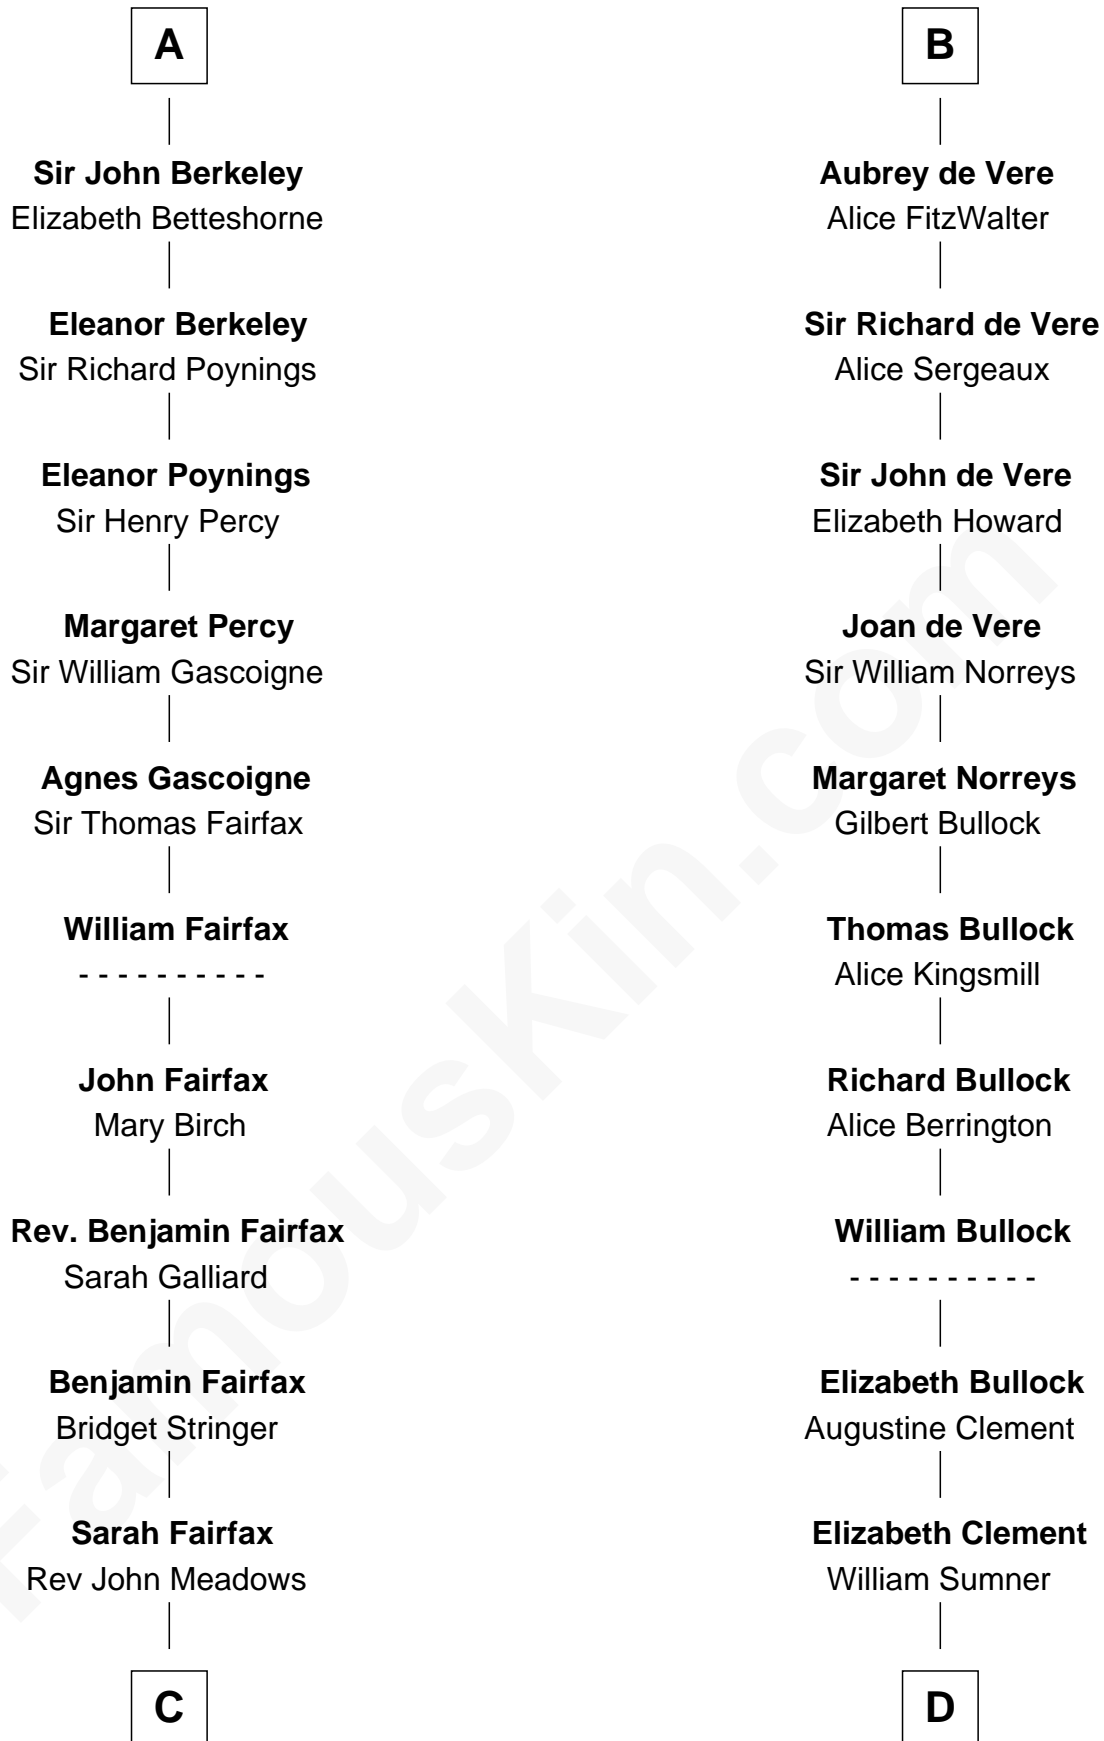 A
Sir John Berkeley
Elizabeth Betteshorne
Eleanor Berkeley
Sir Richard Poynings
Eleanor Poynings
Sir Henry Percy
Margaret Percy
Sir William Gascoigne
Agnes Gascoigne
Sir Thomas Fairfax
William Fairfax
- - - - - - - - - -
John Fairfax
Mary Birch
Rev. Benjamin Fairfax
Sarah Galliard
Benjamin Fairfax
Bridget Stringer
Sarah Fairfax
Rev John Meadows
C
B
Aubrey de Vere
Alice FitzWalter
Sir Richard de Vere
Alice Sergeaux
Sir John de Vere
Elizabeth Howard
Joan de Vere
Sir William Norreys
Margaret Norreys
Gilbert Bullock
Thomas Bullock
Alice Kingsmill
Richard Bullock
Alice Berrington
William Bullock
- - - - - - - - - -
Elizabeth Bullock
Augustine Clement
Elizabeth Clement
William Sumner
D
FamousKin.com